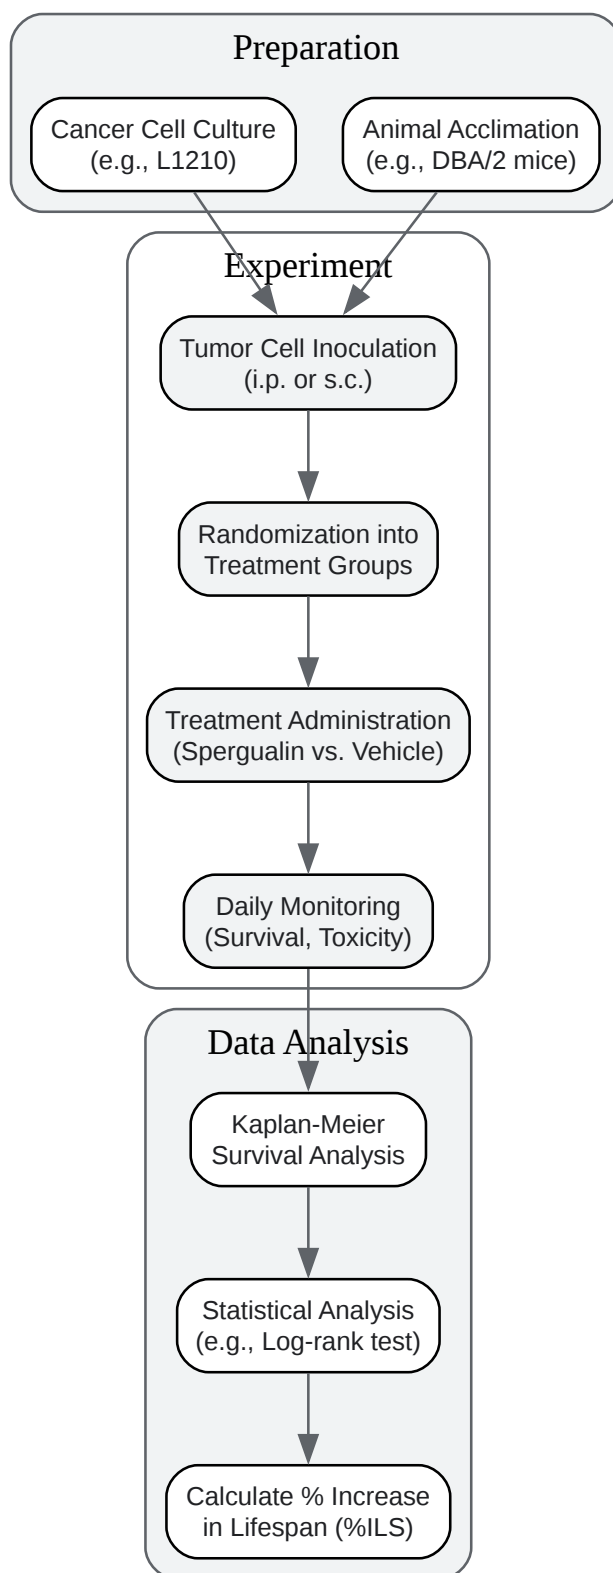 Preparation
Cancer Cell Culture
(e.g., L1210)
Animal Acclimation
(e.g., DBA/2 mice)
Experiment
Tumor Cell Inoculation
(i.p. or s.c.)
Randomization into
Treatment Groups
Treatment Administration
(Spergualin vs. Vehicle)
Daily Monitoring
(Survival, Toxicity)
Data Analysis
Kaplan-Meier
Survival Analysis
Statistical Analysis
(e.g., Log-rank test)
Calculate % Increase
in Lifespan (%ILS)